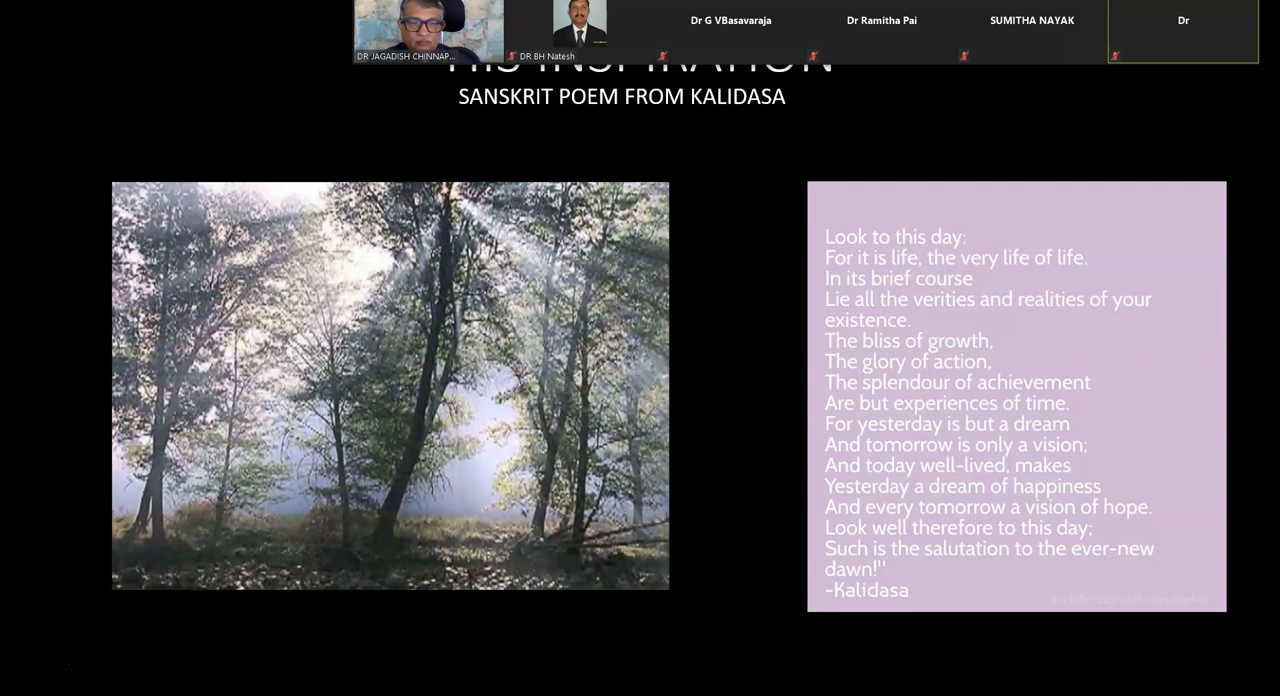 Dr G VBasavaraja
Dr Ramitha Pai
SUMITHA NAYAK
Dr
DR JAGADISH CHINNAP...
DR BH Natesh
HIS INSPIRATION
SANSKRIT POEM FROM KALIDASA
Look to this day:
For it is life, the very life of life.
In its brief course
Lie all the verities and realities of your
existence.
The bliss of growth,
The glory of action,
The splendour of achievement
Are but experiences of time.
For yesterday is but a dream
And tomorrow is only a vision;
And today well-lived, makes
Yesterday a dream of happiness
And every tomorrow a vision of hope.
Look well therefore to this day;
Such is the salutation to the ever-new
dawn!"
-Kalidasa